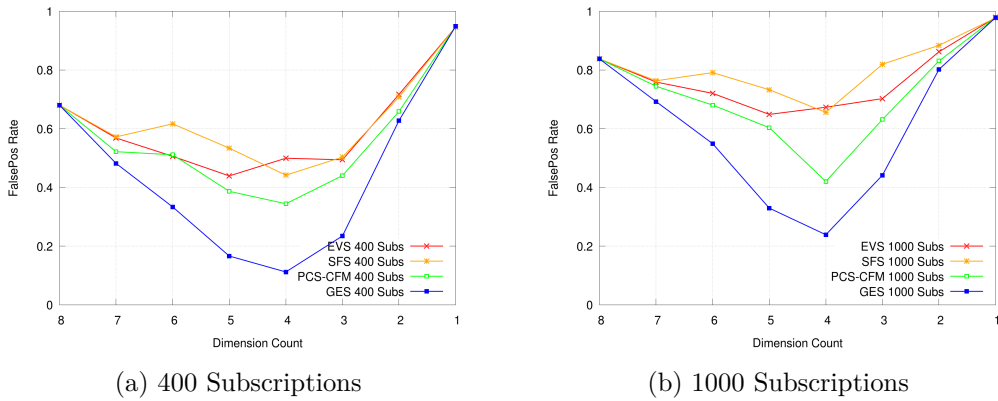 1
0.8
0.6
0.4
0.2
0
8 7 6 5 4 3 2 1
FalsePos Rate
Dimension Count
EVS 400 Subs
SFS 400 Subs
PCS-CFM 400 Subs
GES 400 Subs
(a) 400 Subscriptions
1
0.8
0.6
0.4
0.2
0
8 7 6 5 4 3 2 1
FalsePos Rate
Dimension Count
EVS 1000 Subs
SFS 1000 Subs
PCS-CFM 1000 Subs
GES 1000 Subs
(b) 1000 Subscriptions